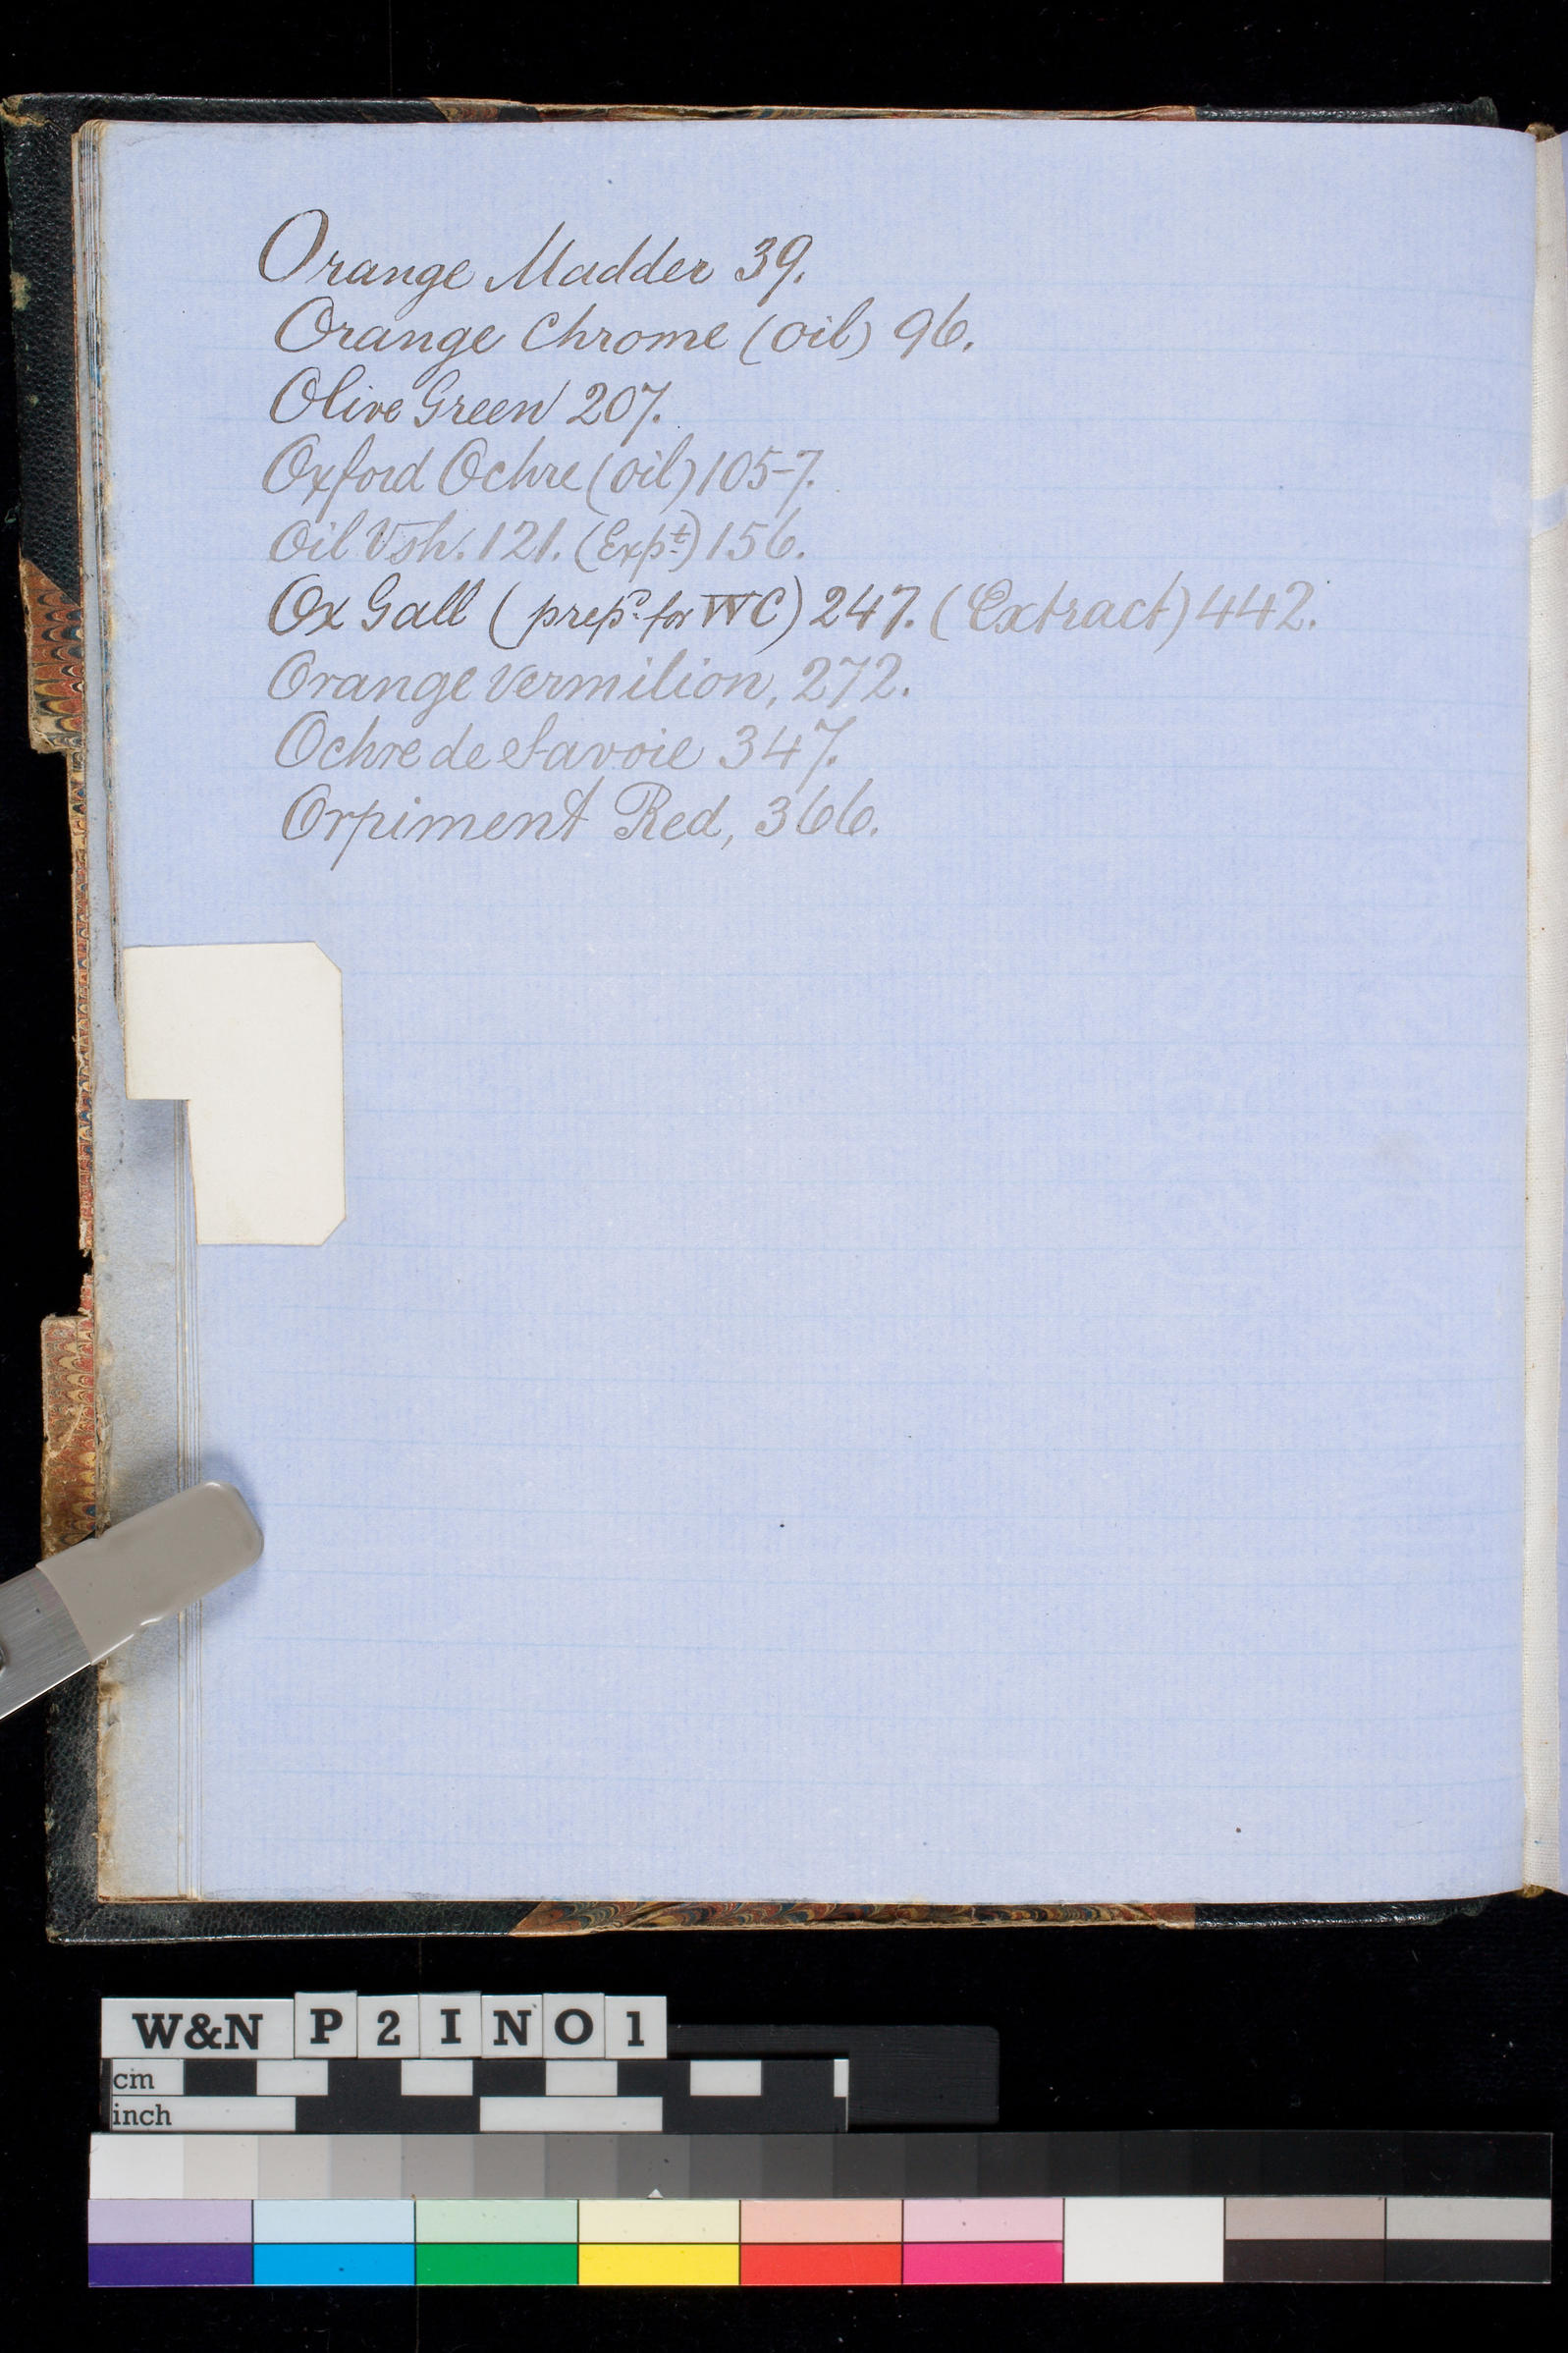 Orange Madder 39.
Orange Chrome (oil) 96.
Olive Green 207.
Oxford Ochre (oil) 105-7.
Oil Vsh. 121. (Expt) 156.
Ox Gall (prepd. for WC) 247. (Extract) 442.
Orange Vermilion, 272.
Ochre de Savoie 347.
Orpiment Red, 366.
W&N P 2 I N O 1
cm
inch